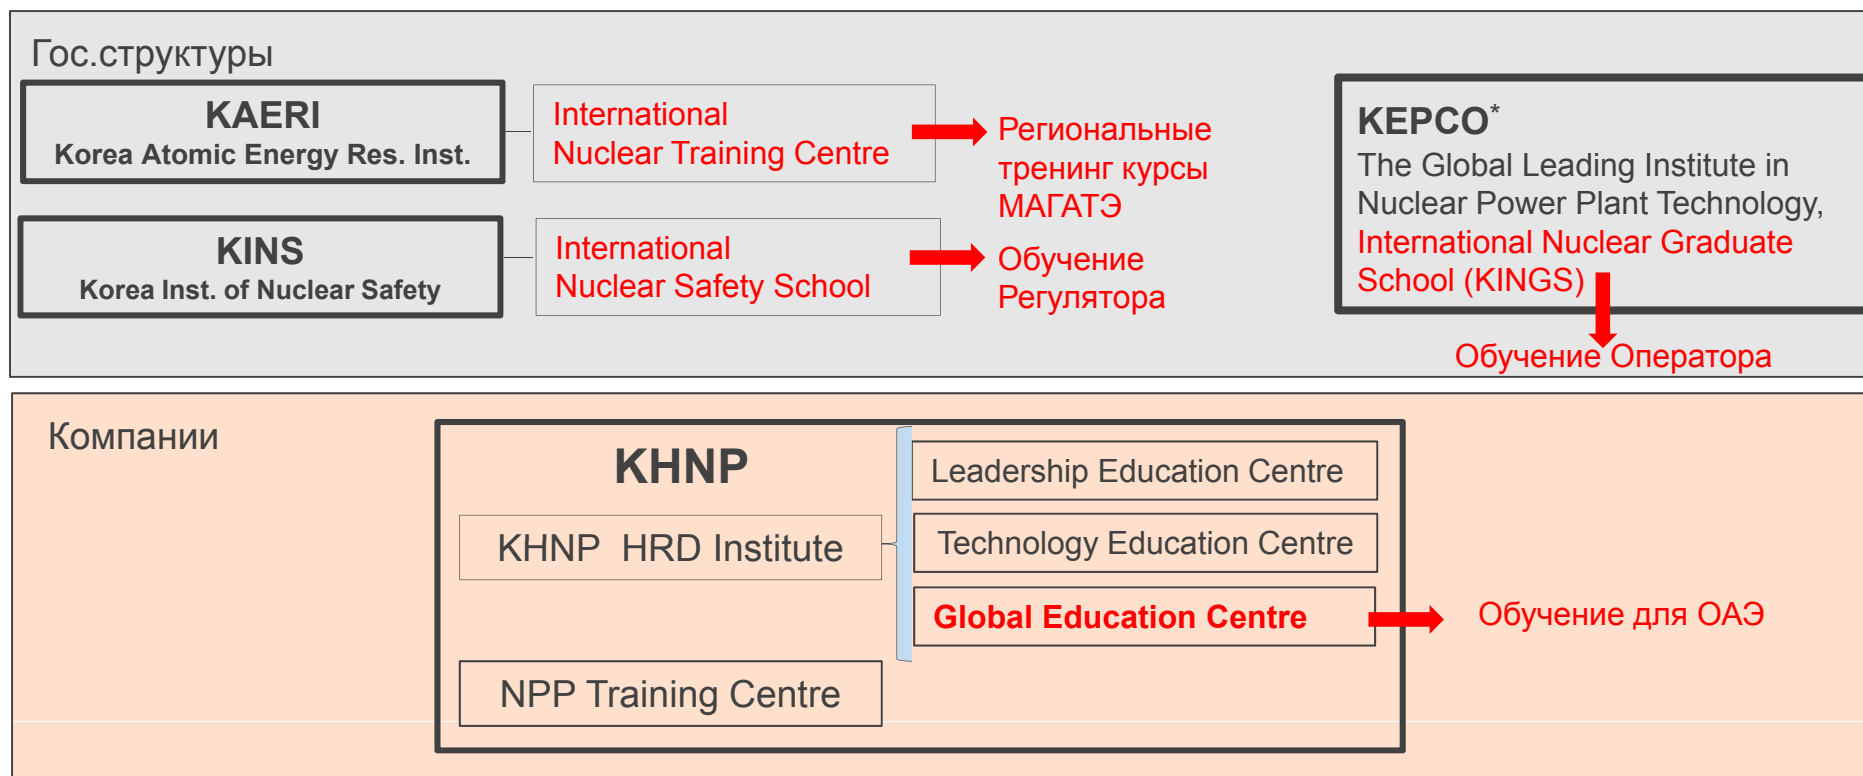 Гос.структуры
KAERI
Korea Atomic Energy Res. Inst.
International
Nuclear Training Centre
Региональные
тренинг курсы
МАГАТЭ
KINS
Korea Inst. of Nuclear Safety
International
Nuclear Safety School
Обучение
Регулятора
KEPCO*
The Global Leading Institute in
Nuclear Power Plant Technology,
International Nuclear Graduate
School (KINGS)
Обучение Оператора
Компании
KHNP
KHNP HRD Institute
Leadership Education Centre
Technology Education Centre
Global Education Centre
Обучение для ОАЭ
NPP Training Centre